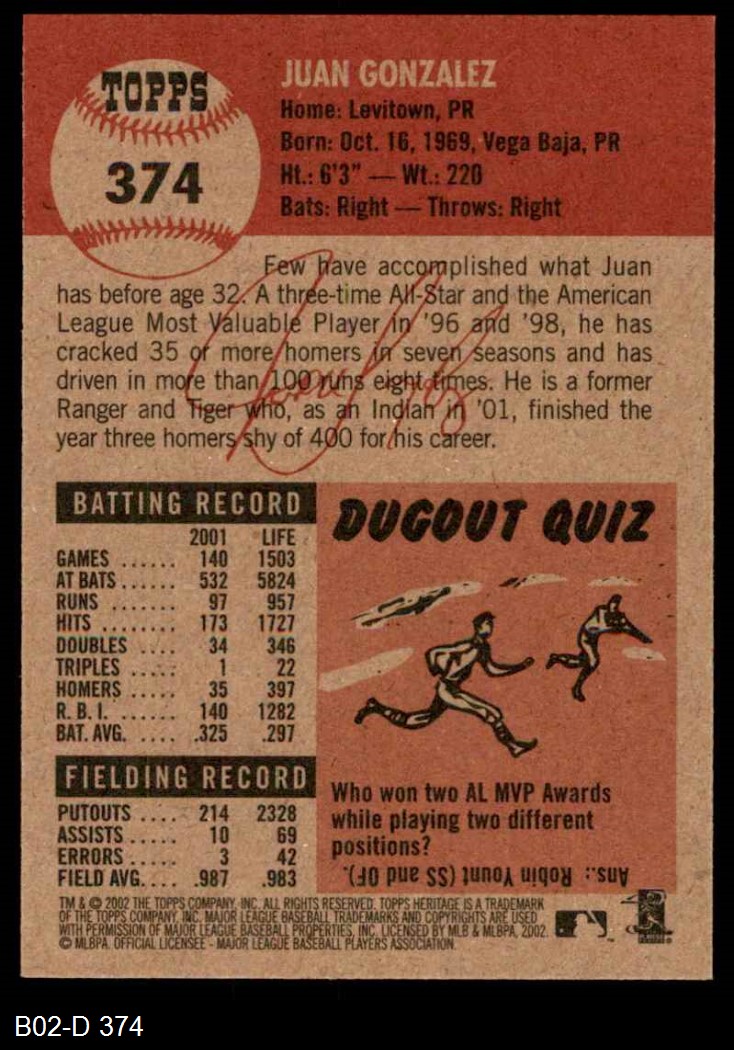 TOPPS
374
JUAN GONZALEZ
Home: Levitown, PR
Born: Oct. 16, 1969, Vega Baja, PR
Ht.: 6'3" — Wt.: 220
Bats: Right — Throws: Right
Few have accomplished what Juan
has before age 32. A three-time All-Star and the American
League Most Valuable Player in '96 and '98, he has
cracked 35 or more homers in seven seasons and has
driven in more than 100 runs eight times. He is a former
Ranger and Tiger who, as an Indian in '01, finished the
year three homers shy of 400 for his career.
BATTING RECORD
2001 LIFE
GAMES ...... 140 1503
AT BATS ..... 532 5824
RUNS ....... 97 957
HITS ........ 173 1727
DOUBLES .... 34 346
TRIPLES ..... 1 22
HOMERS ..... 35 397
R. B. I. ...... 140 1282
BAT. AVG. .... .325 .297
FIELDING RECORD
PUTOUTS .... 214 2328
ASSISTS ..... 10 69
ERRORS ..... 3 42
FIELD AVG. ... .987 .983
DUGOUT QUIZ
Who won two AL MVP Awards
while playing two different
positions?
Ans.: Robin Yount (SS and OF).
TM & © 2002 THE TOPPS COMPANY, INC. ALL RIGHTS RESERVED. TOPPS HERITAGE IS A TRADEMARK
OF THE TOPPS COMPANY, INC. MAJOR LEAGUE BASEBALL TRADEMARKS AND COPYRIGHTS ARE USED
WITH PERMISSION OF MAJOR LEAGUE BASEBALL PROPERTIES, INC. LICENSED BY MLB & MLBPA, 2002.
© MLBPA. OFFICIAL LICENSEE - MAJOR LEAGUE BASEBALL PLAYERS ASSOCIATION.
B02-D 374